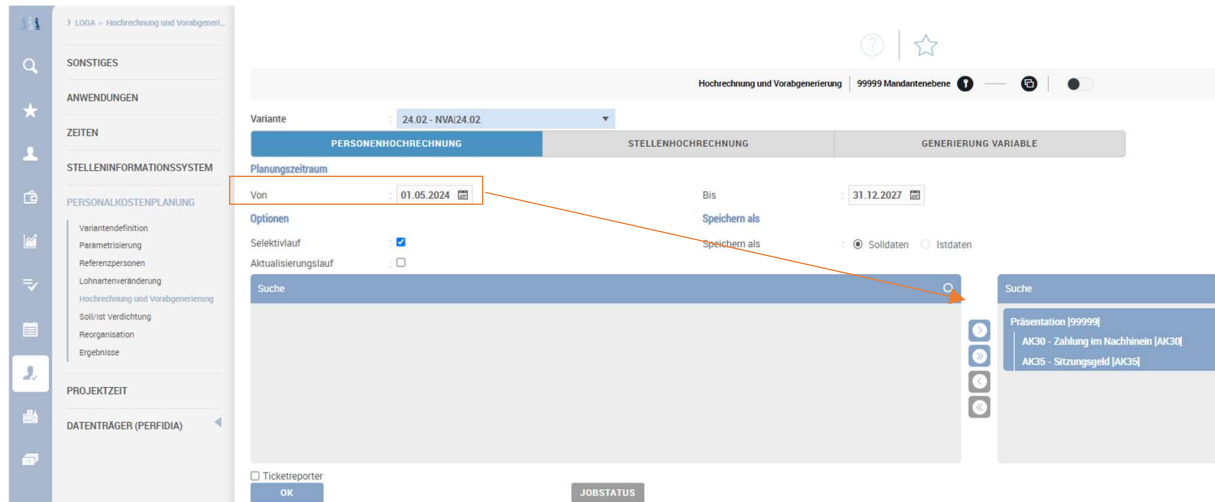 LOGA » Hochrechnung und Vorabgeneri...
SONSTIGES
ANWENDUNGEN
ZEITEN
STELLENINFORMATIONSSYSTEM
PERSONALKOSTENPLANUNG
Variantendefinition
Parametrisierung
Referenzpersonen
Lohnartenveränderung
Hochrechnung und Vorabgenerierung
Soll/Ist Verdichtung
Reorganisation
Ergebnisse
PROJEKTZEIT
DATENTRÄGER (PERFIDIA)
Hochrechnung und Vorabgenerierung | 99999 Mandantenebene
Variante : 24.02 - NVA|24.02
PERSONENHOCHRECHNUNG STELLENHOCHRECHNUNG GENERIERUNG VARIABLE
Planungszeitraum
Von : 01.05.2024 Bis : 31.12.2027
Optionen Speichern als
Selektivlauf : Speichern als : Solldaten Istdaten
Aktualisierungslauf :
Suche Suche
Präsentation |99999|
AK30 - Zahlung im Nachhinein |AK30|
AK35 - Sitzungsgeld |AK35|
Ticketreporter
OK JOBSTATUS